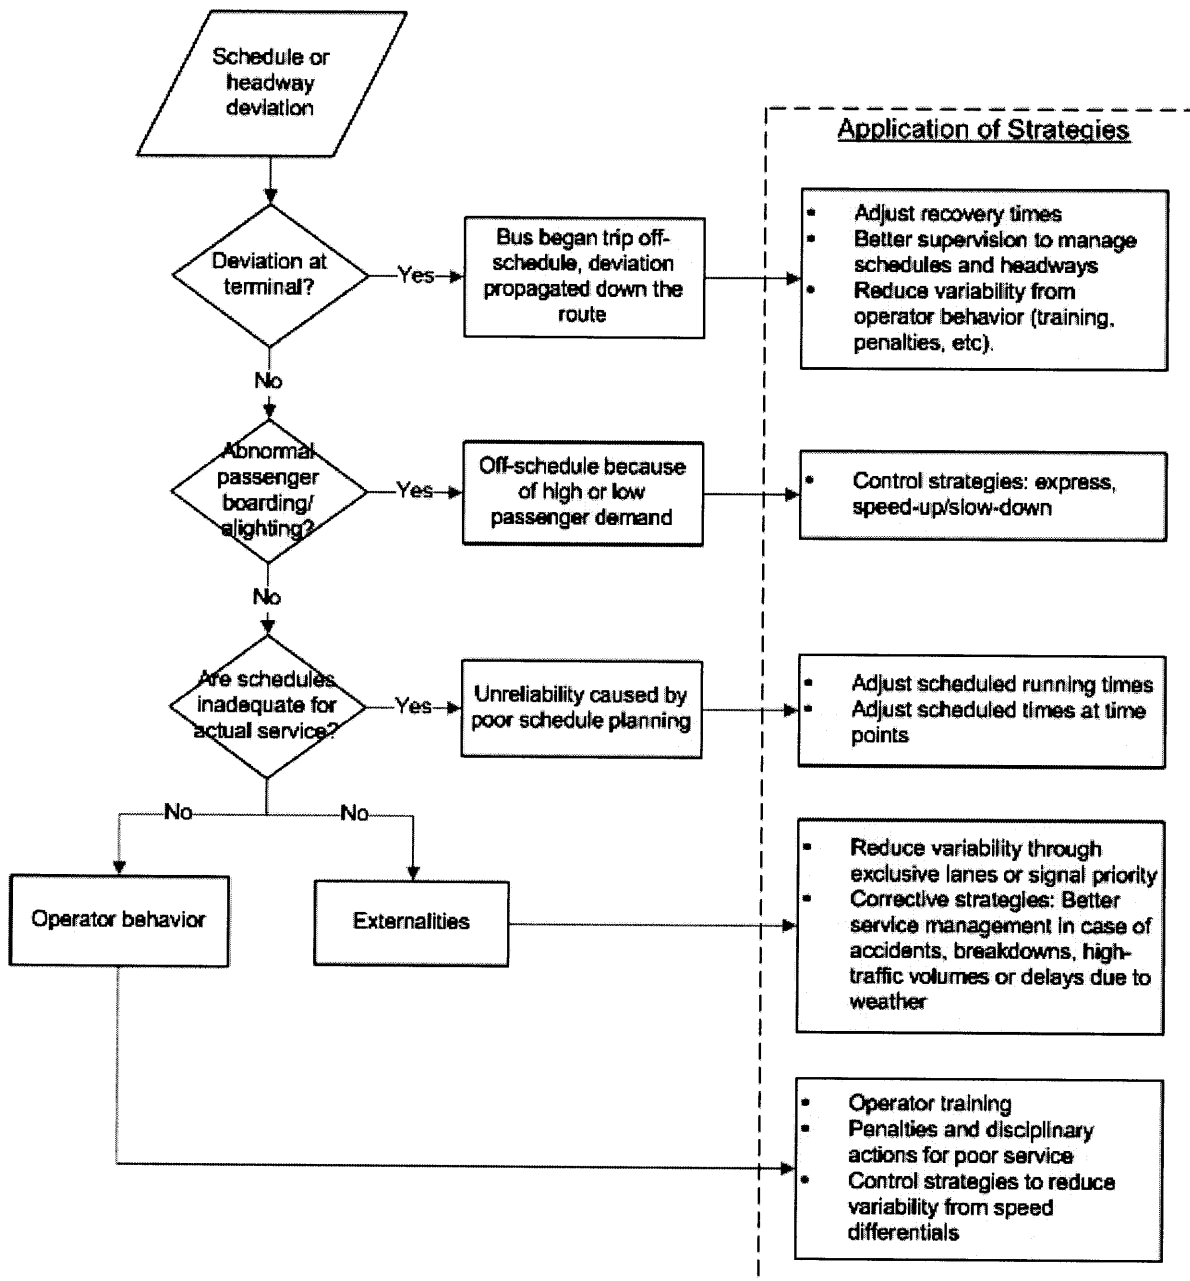 Schedule or
headway
deviation
Application of Strategies
Deviation at
terminal?
Yes
Bus began trip off-
schedule, deviation
propagated down the
route
• Adjust recovery times
• Better supervision to manage
schedules and headways
• Reduce variability from
operator behavior (training,
penalties, etc).
No
Abnormal
passenger
boarding/
alighting?
Yes
Off-schedule because
of high or low
passenger demand
• Control strategies: express,
speed-up/slow-down
No
Are schedules
inadequate for
actual service?
Yes
Unreliability caused by
poor schedule planning
• Adjust scheduled running times
• Adjust scheduled times at time
points
No
No
Operator behavior
Externalities
• Reduce variability through
exclusive lanes or signal priority
• Corrective strategies: Better
service management in case of
accidents, breakdowns, high-
traffic volumes or delays due to
weather
• Operator training
• Penalties and disciplinary
actions for poor service
• Control strategies to reduce
variability from speed
differentials